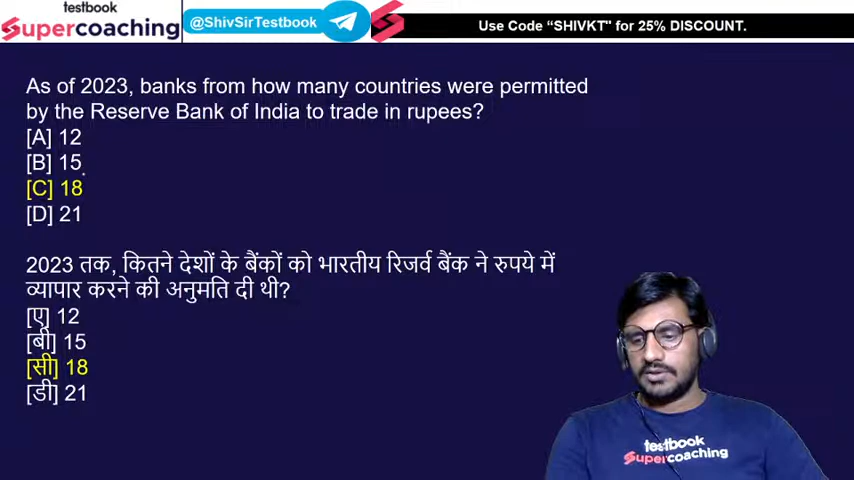 testbook
Supercoaching
@ShivSirTestbook
Use Code “SHIVKT" for 25% DISCOUNT.
As of 2023, banks from how many countries were permitted
by the Reserve Bank of India to trade in rupees?
[A] 12
[B] 15
[C] 18
[D] 21
2023 तक, कितने देशों के बैंकों को भारतीय रिजर्व बैंक ने रुपये में
व्यापार करने की अनुमति दी थी?
[ए] 12
[बी] 15
[सी] 18
[डी] 21
testbook
Supercoaching